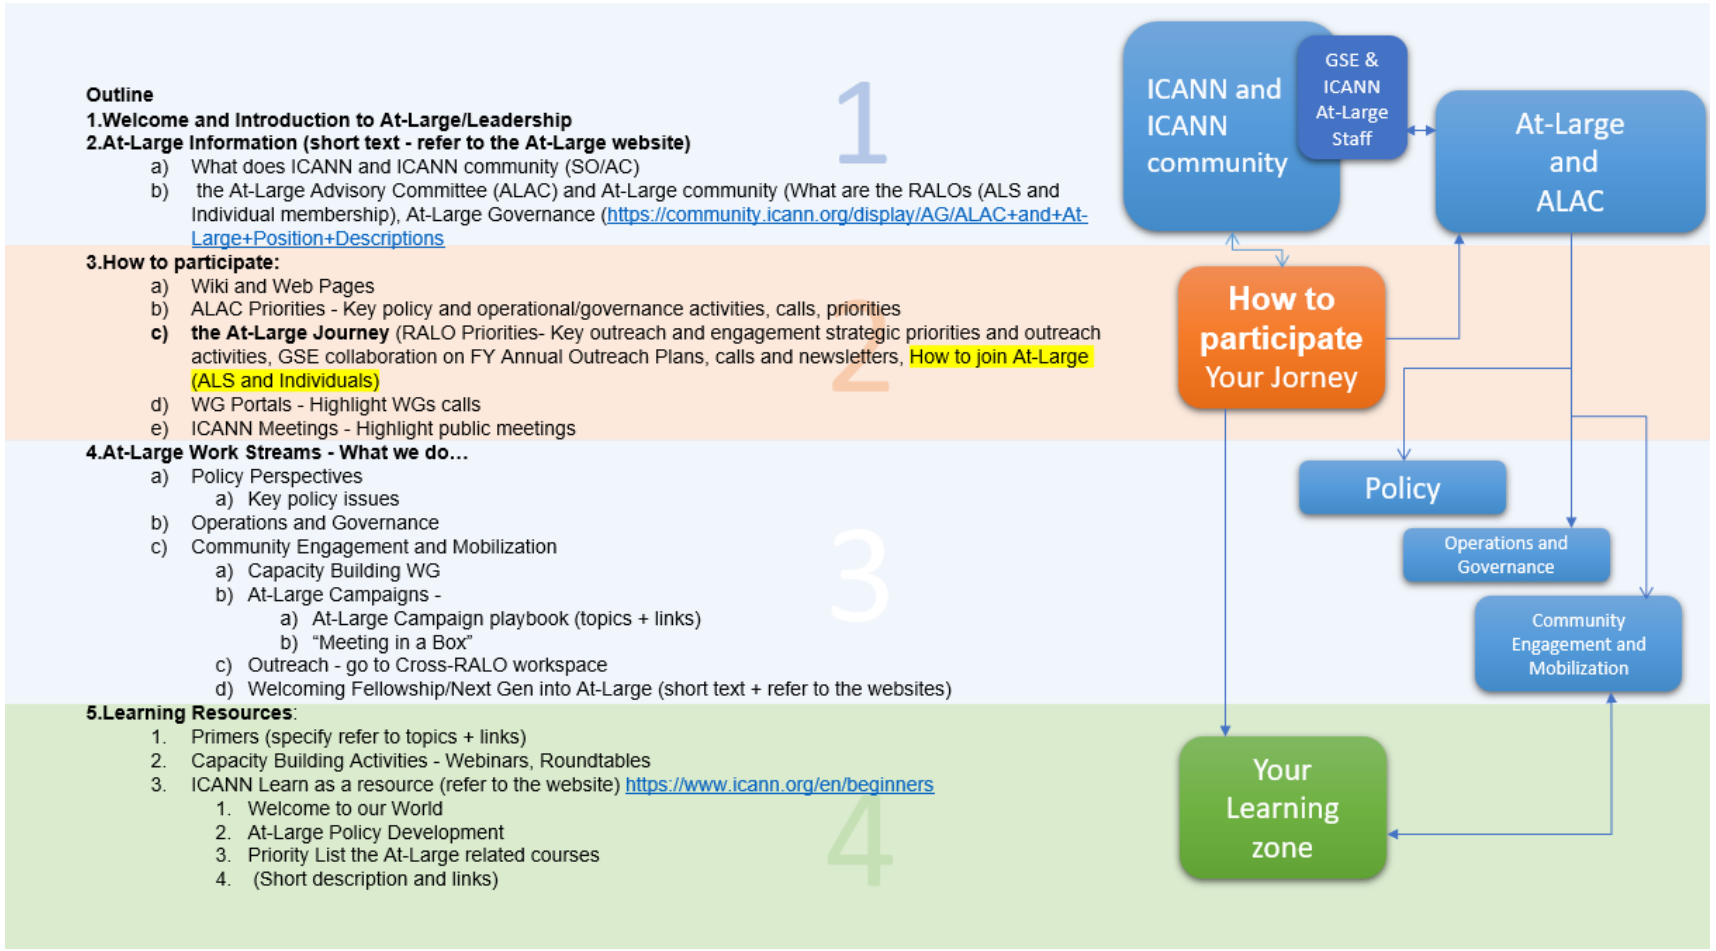 Outline
1.Welcome and Introduction to At-Large/Leadership
2.At-Large Information (short text - refer to the At-Large website)
a) What does ICANN and ICANN community (SO/AC)
b) the At-Large Advisory Committee (ALAC) and At-Large community (What are the RALOs (ALS and
Individual membership), At-Large Governance (https://community.icann.org/display/AG/ALAC+and+At-
Large+Position+Descriptions
1
3.How to participate:
a) Wiki and Web Pages
b) ALAC Priorities - Key policy and operational/governance activities, calls, priorities
c) the At-Large Journey (RALO Priorities- Key outreach and engagement strategic priorities and outreach
activities, GSE collaboration on FY Annual Outreach Plans, calls and newsletters, How to join At-Large
(ALS and Individuals)
d) WG Portals - Highlight WGs calls
e) ICANN Meetings - Highlight public meetings
2
4.At-Large Work Streams - What we do…
a) Policy Perspectives
a) Key policy issues
b) Operations and Governance
c) Community Engagement and Mobilization
a) Capacity Building WG
b) At-Large Campaigns -
a) At-Large Campaign playbook (topics + links)
b) “Meeting in a Box”
c) Outreach - go to Cross-RALO workspace
d) Welcoming Fellowship/Next Gen into At-Large (short text + refer to the websites)
3
5.Learning Resources:
1. Primers (specify refer to topics + links)
2. Capacity Building Activities - Webinars, Roundtables
3. ICANN Learn as a resource (refer to the website) https://www.icann.org/en/beginners
1. Welcome to our World
2. At-Large Policy Development
3. Priority List the At-Large related courses
4. (Short description and links)
4
ICANN and
ICANN
community
GSE &
ICANN
At-Large
Staff
At-Large
and
ALAC
How to
participate
Your Jorney
Policy
Operations and
Governance
Community
Engagement and
Mobilization
Your
Learning
zone